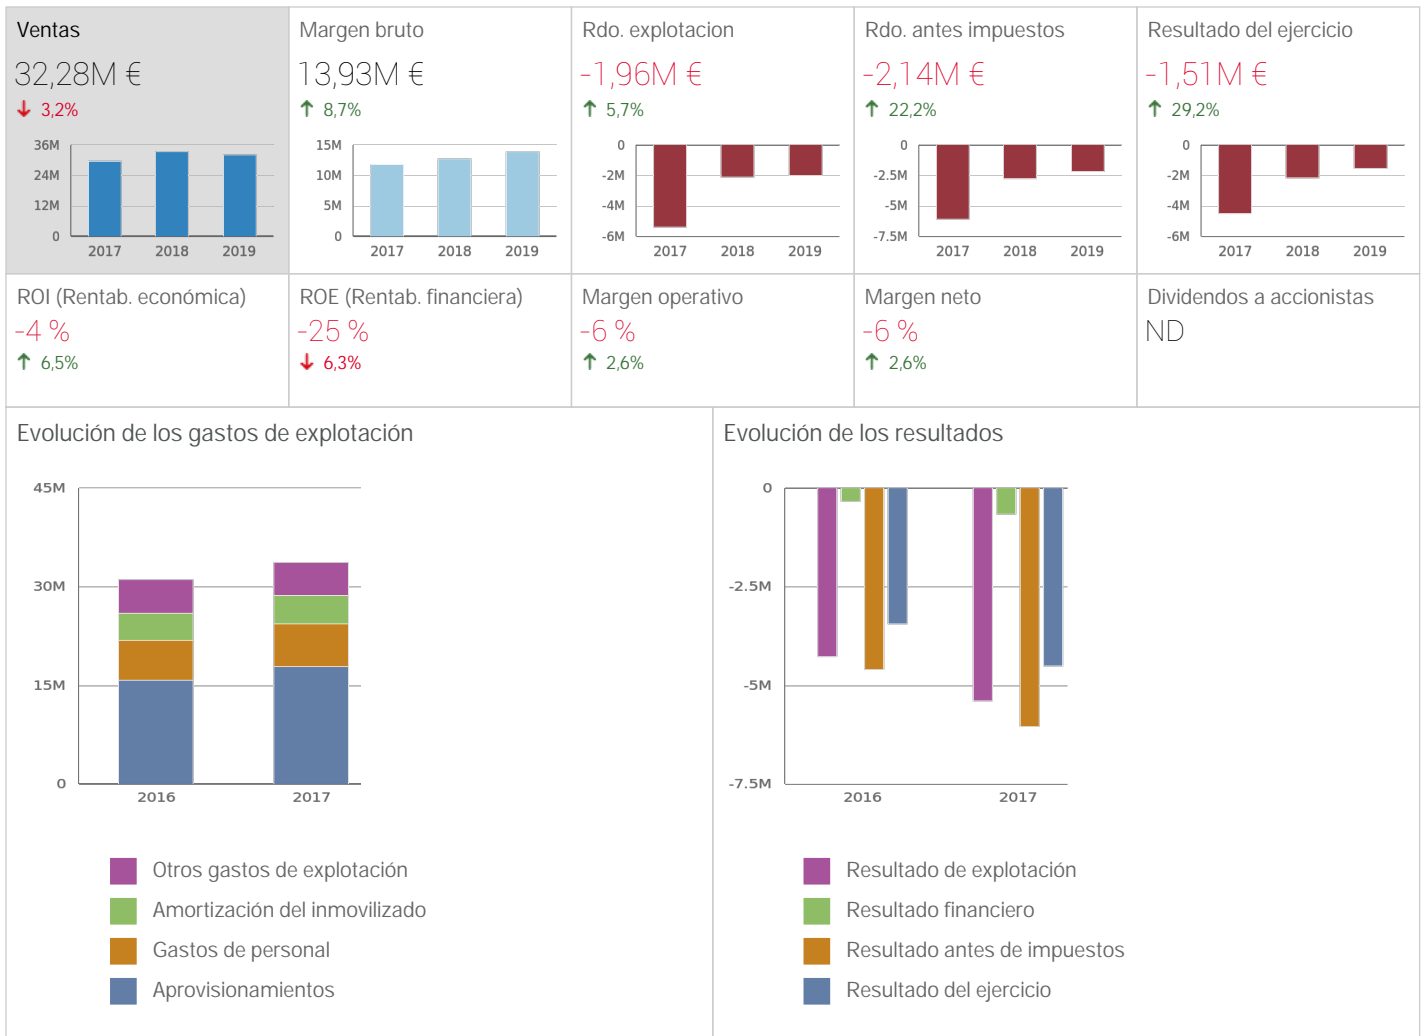 Ventas
32,28M €
↓ 3,2%
36M
24M
12M
0
2017 2018 2019
Margen bruto
13,93M €
↑ 8,7%
15M
10M
5M
0
2017 2018 2019
Rdo. explotacion
-1,96M €
↑ 5,7%
0
-2M
-4M
-6M
2017 2018 2019
Rdo. antes impuestos
-2,14M €
↑ 22,2%
0
-2.5M
-5M
-7.5M
2017 2018 2019
Resultado del ejercicio
-1,51M €
↑ 29,2%
0
-2M
-4M
-6M
2017 2018 2019
ROI (Rentab. económica)
-4 %
↑ 6,5%
ROE (Rentab. financiera)
-25 %
↓ 6,3%
Margen operativo
-6 %
↑ 2,6%
Margen neto
-6 %
↑ 2,6%
Dividendos a accionistas
ND
Evolución de los gastos de explotación
45M
30M
15M
0
2016 2017
Otros gastos de explotación
Amortización del inmovilizado
Gastos de personal
Aprovisionamientos
Evolución de los resultados
0
-2.5M
-5M
-7.5M
2016 2017
Resultado de explotación
Resultado financiero
Resultado antes de impuestos
Resultado del ejercicio